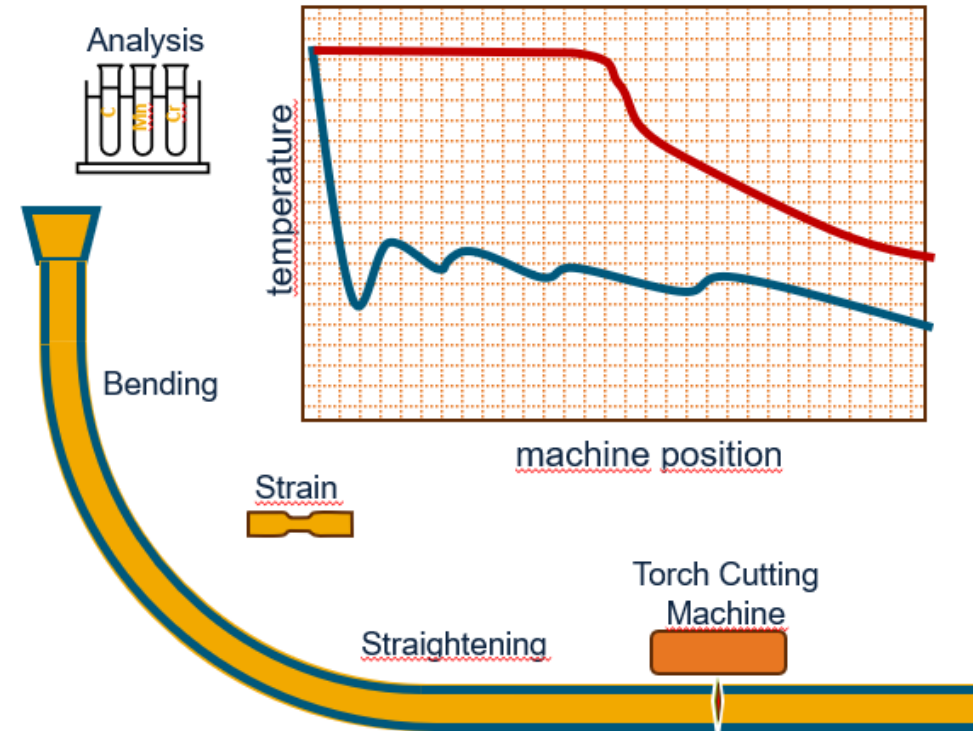 Analysis
C
Mn
Cr
temperature
machine position
Bending
Strain
Straightening
Torch Cutting
Machine